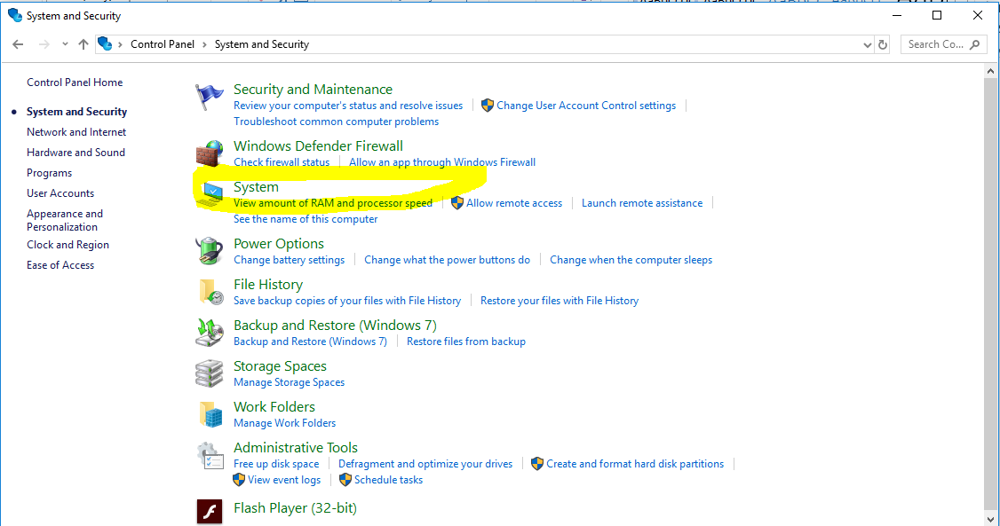 System and Security
Control Panel > System and Security
Search Co...
Control Panel Home
System and Security
Network and Internet
Hardware and Sound
Programs
User Accounts
Appearance and
Personalization
Clock and Region
Ease of Access
Security and Maintenance
Review your computer's status and resolve issues
Change User Account Control settings
Troubleshoot common computer problems
Windows Defender Firewall
Check firewall status
Allow an app through Windows Firewall
System
View amount of RAM and processor speed
Allow remote access
Launch remote assistance
See the name of this computer
Power Options
Change battery settings
Change what the power buttons do
Change when the computer sleeps
File History
Save backup copies of your files with File History
Restore your files with File History
Backup and Restore (Windows 7)
Backup and Restore (Windows 7)
Restore files from backup
Storage Spaces
Manage Storage Spaces
Work Folders
Manage Work Folders
Administrative Tools
Free up disk space
Defragment and optimize your drives
Create and format hard disk partitions
View event logs
Schedule tasks
Flash Player (32-bit)